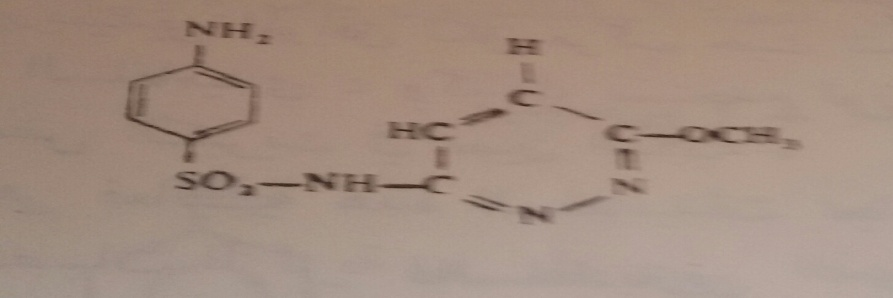 NH₂
H
C
HC
C—OCH₃
SO₂—NH—C
N
N